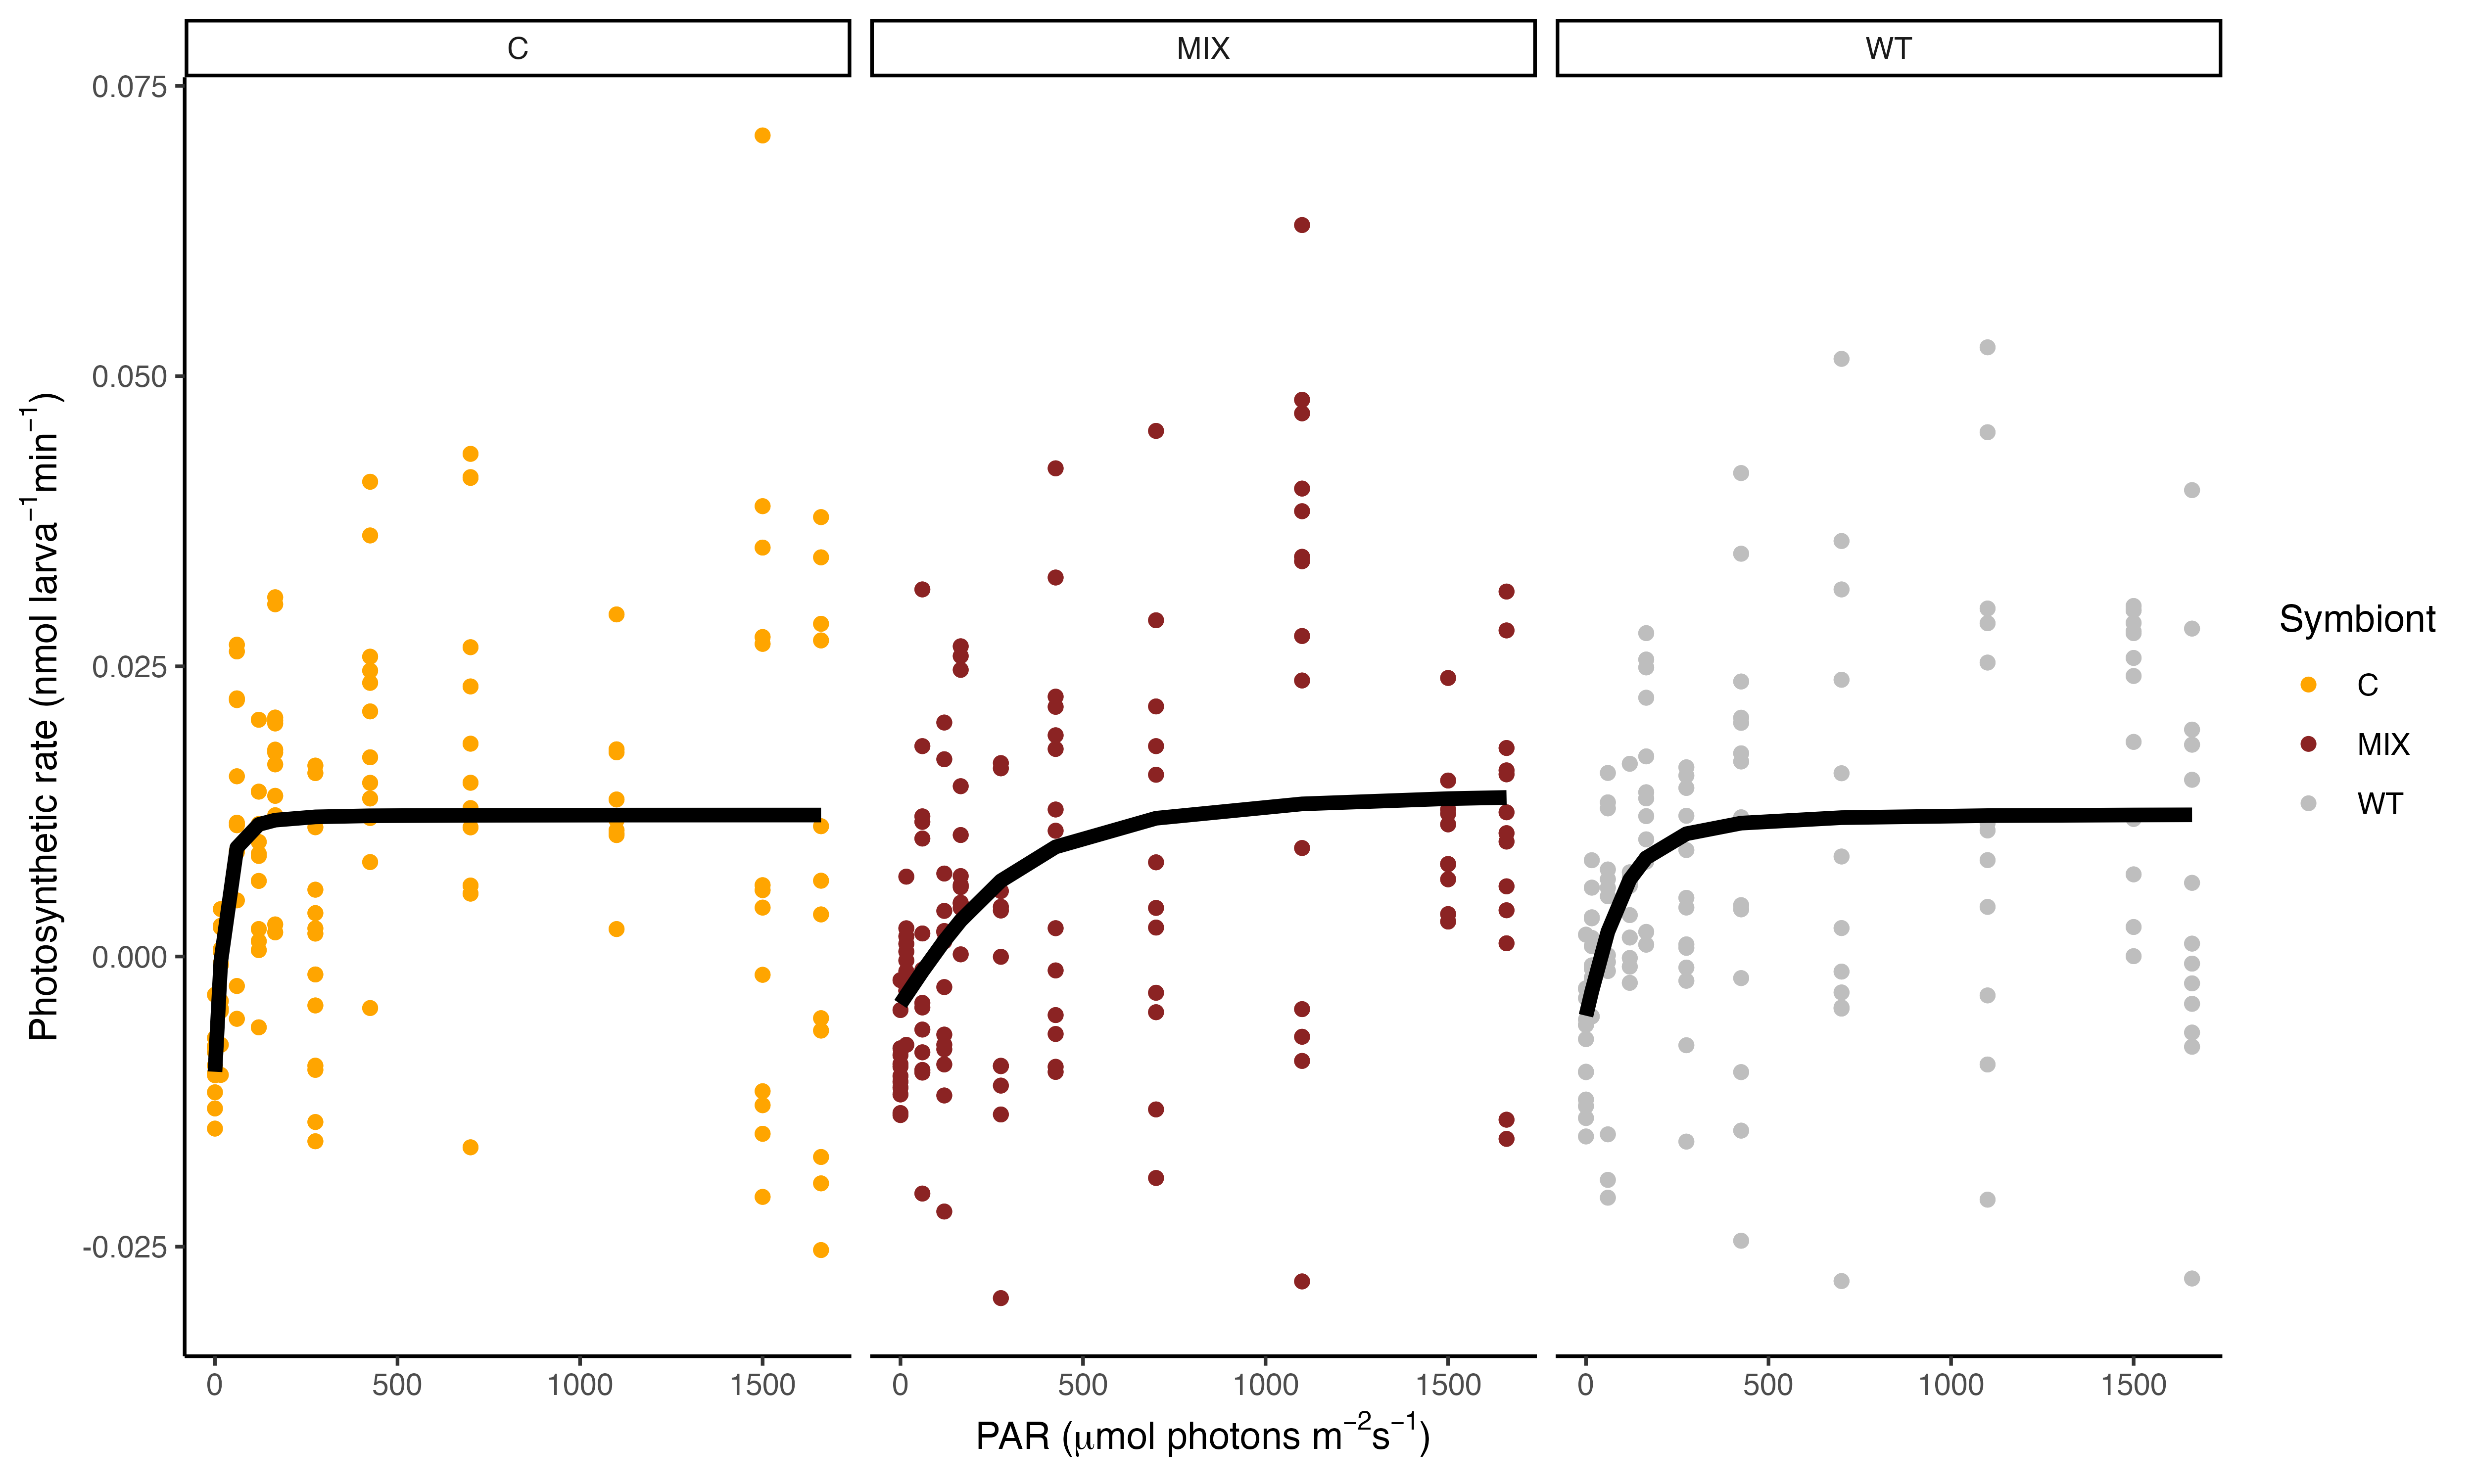 C MIX WT
0.075
0.050
0.025
0.000
-0.025
Photosynthetic rate (nmol larva⁻¹min⁻¹)
0 500 1000 1500 0 500 1000 1500 0 500 1000 1500
PAR (μmol photons m⁻²s⁻¹)
Symbiont
C
MIX
WT